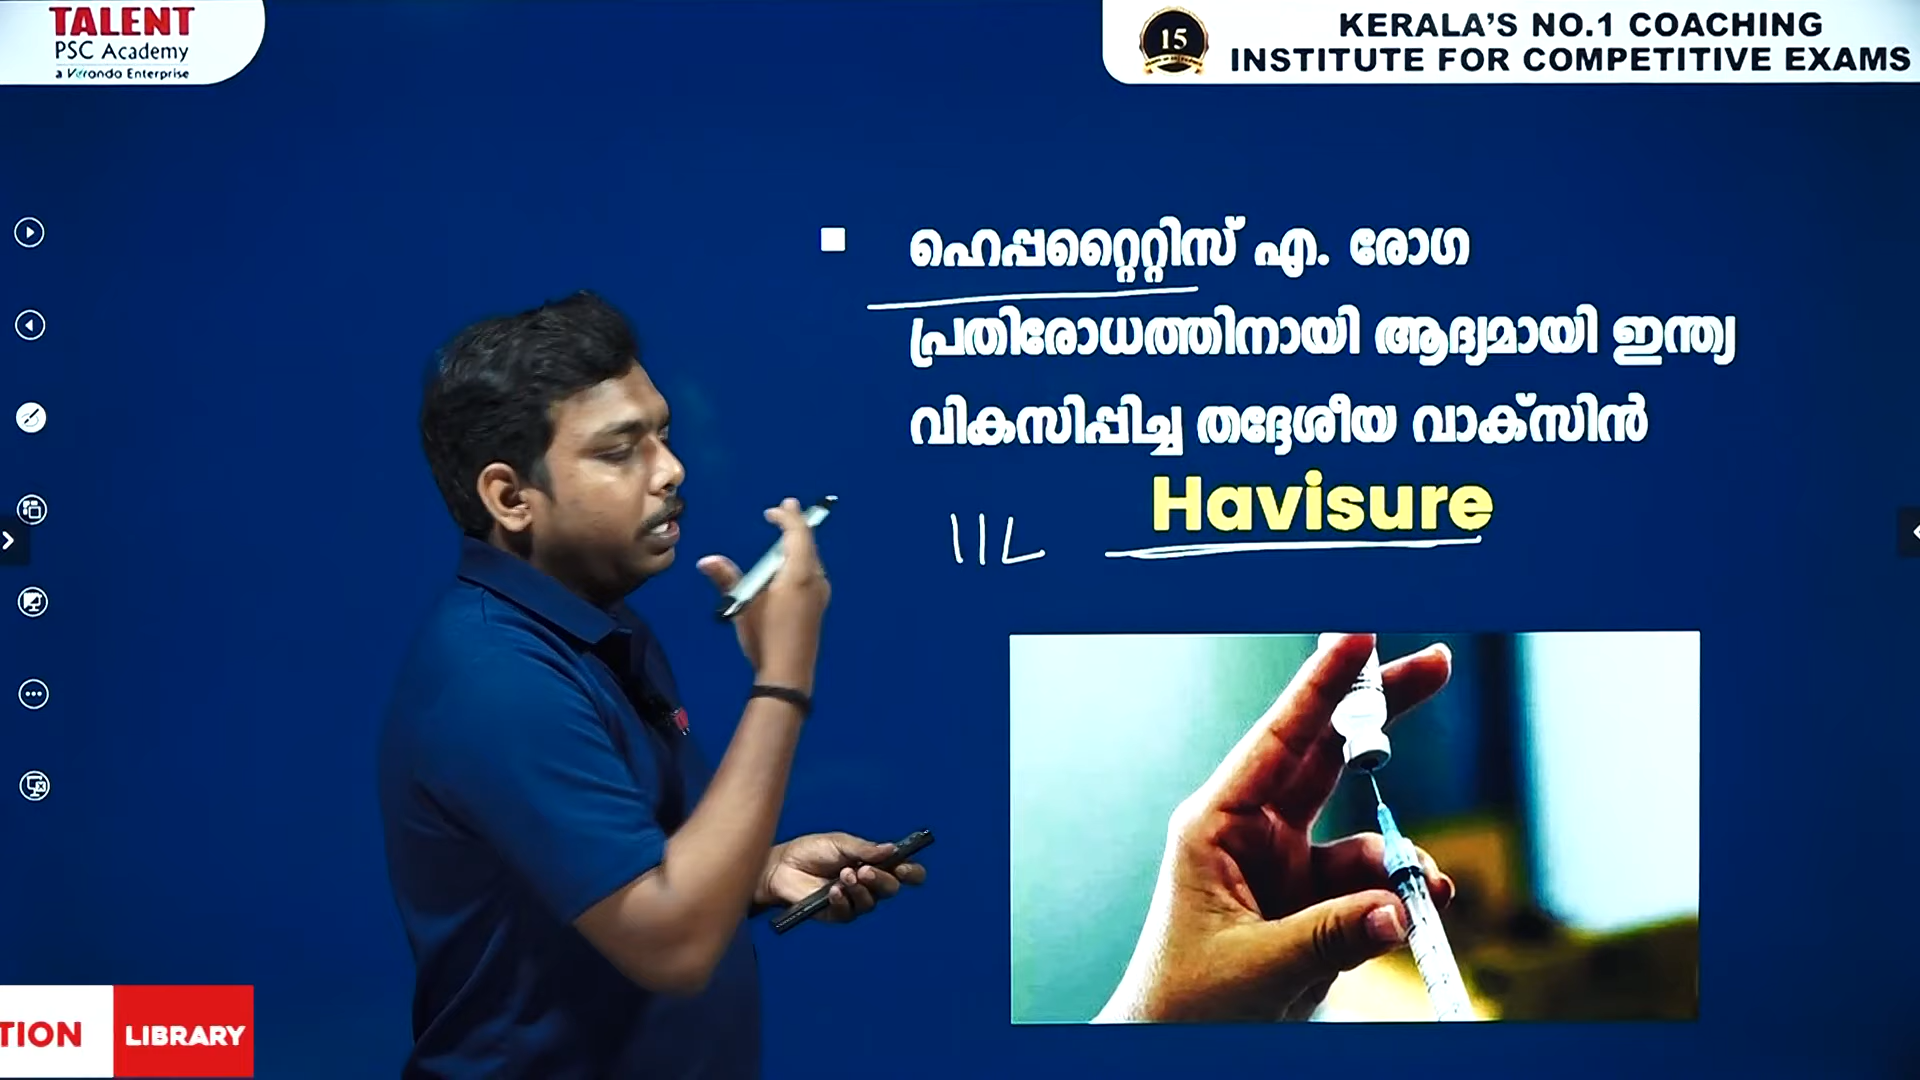 TALENT
PSC Academy
a Verando Enterprise
15
KERALA'S NO.1 COACHING
INSTITUTE FOR COMPETITIVE EXAMS
ഹെപ്പറ്റൈറ്റിസ് എ. രോഗ
പ്രതിരോധത്തിനായി ആദ്യമായി ഇന്ത്യ
വികസിപ്പിച്ച തദ്ദേശീയ വാക്സിൻ
Havisure
IIL
TION LIBRARY